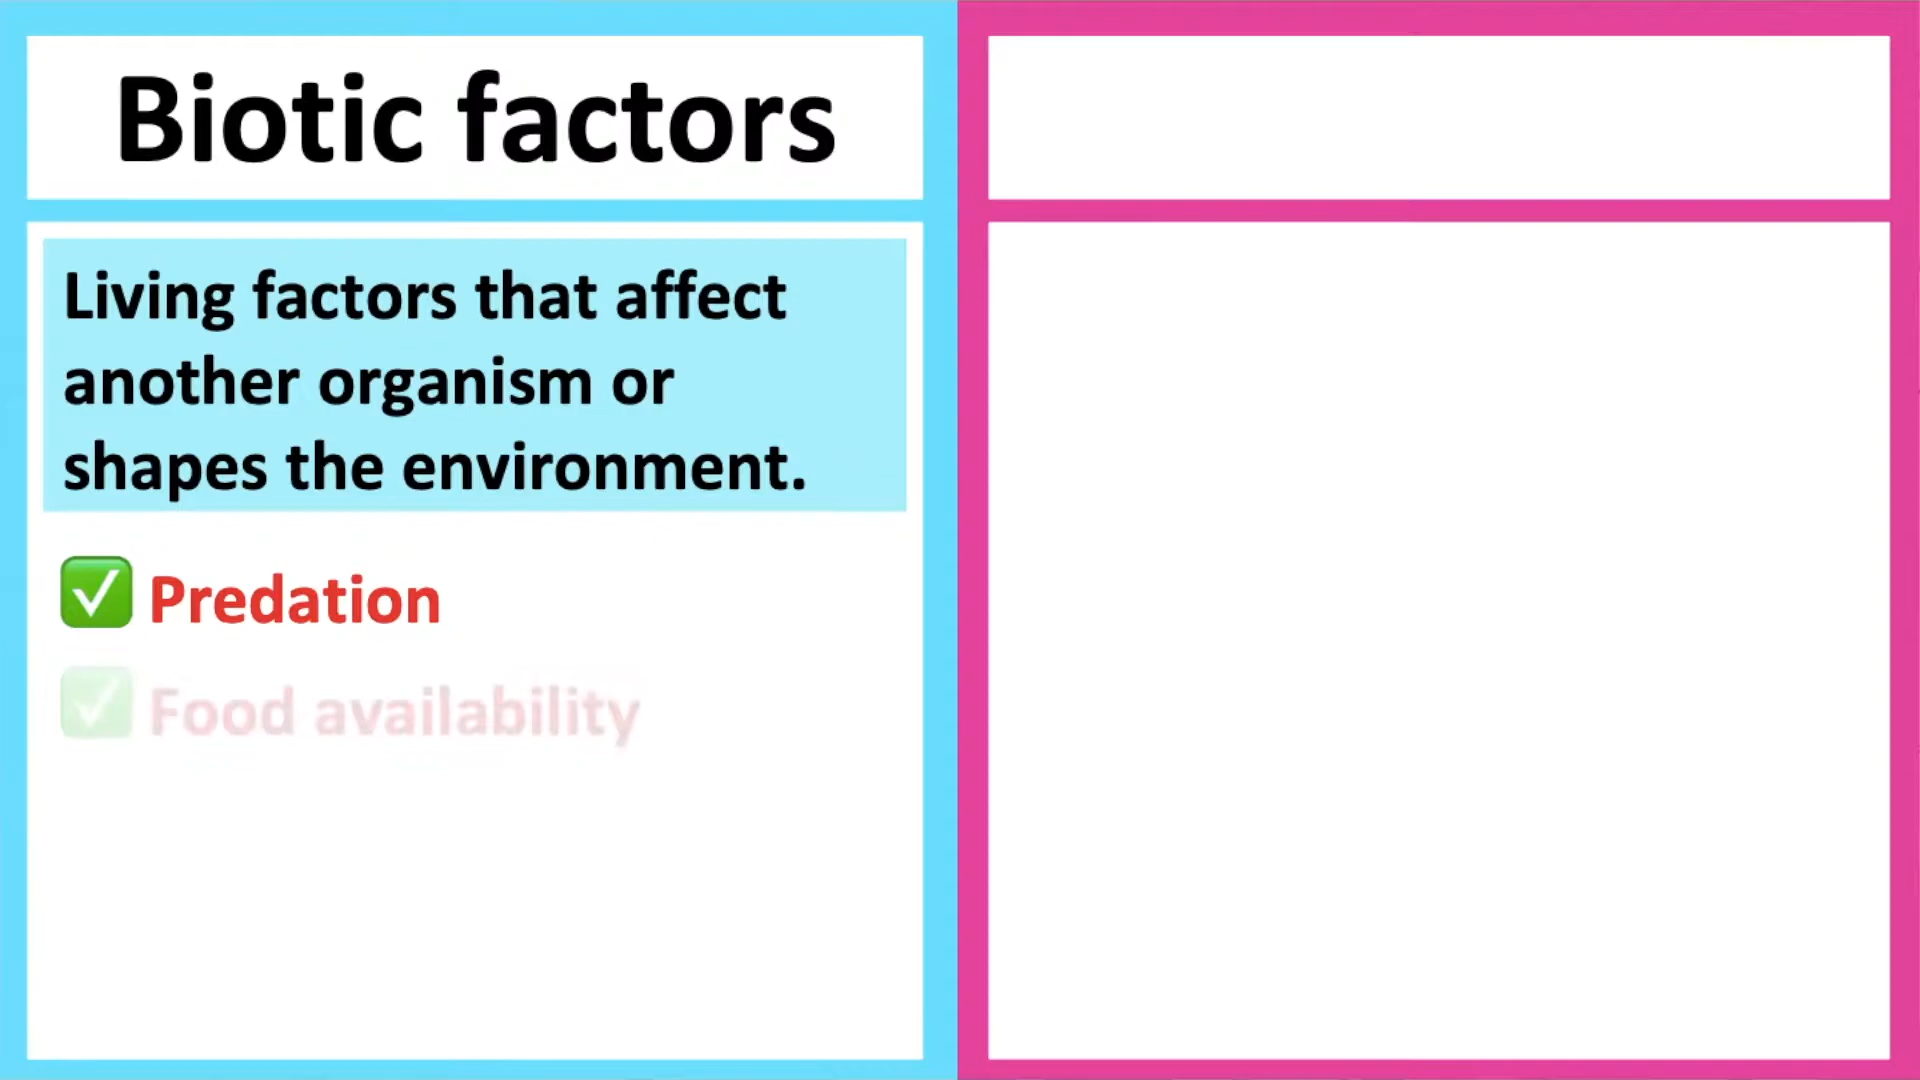 Biotic factors
Living factors that affect
another organism or
shapes the environment.
✅ Predation
✅ Food availability